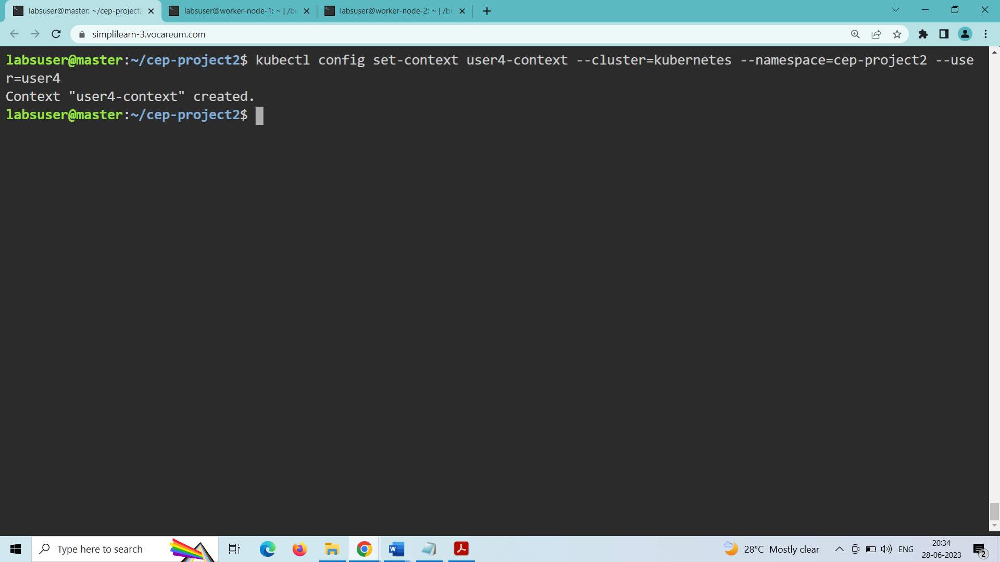 labsuser@master: ~/cep-project2
labsuser@worker-node-1: ~ | /bi
labsuser@worker-node-2: ~ | /bi
simplilearn-3.vocareum.com
labsuser@master:~/cep-project2$ kubectl config set-context user4-context --cluster=kubernetes --namespace=cep-project2 --use
r=user4
Context "user4-context" created.
labsuser@master:~/cep-project2$
Type here to search
28°C Mostly clear
ENG
20:34
28-06-2023
2